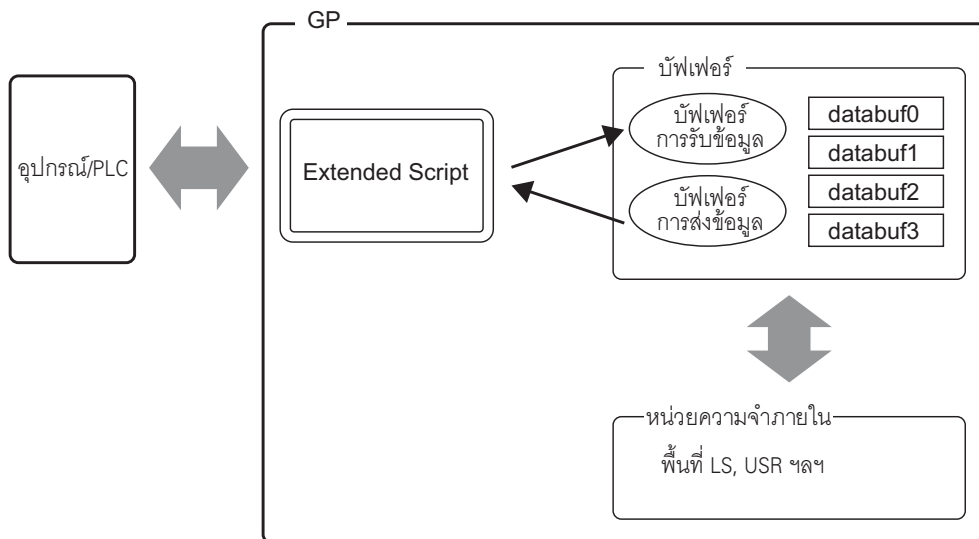 GP
อุปกรณ์/PLC
Extended Script
บัฟเฟอร์
บัฟเฟอร์
การรับข้อมูล
บัฟเฟอร์
การส่งข้อมูล
databuf0
databuf1
databuf2
databuf3
หน่วยความจำภายใน
พื้นที่ LS, USR ฯลฯ